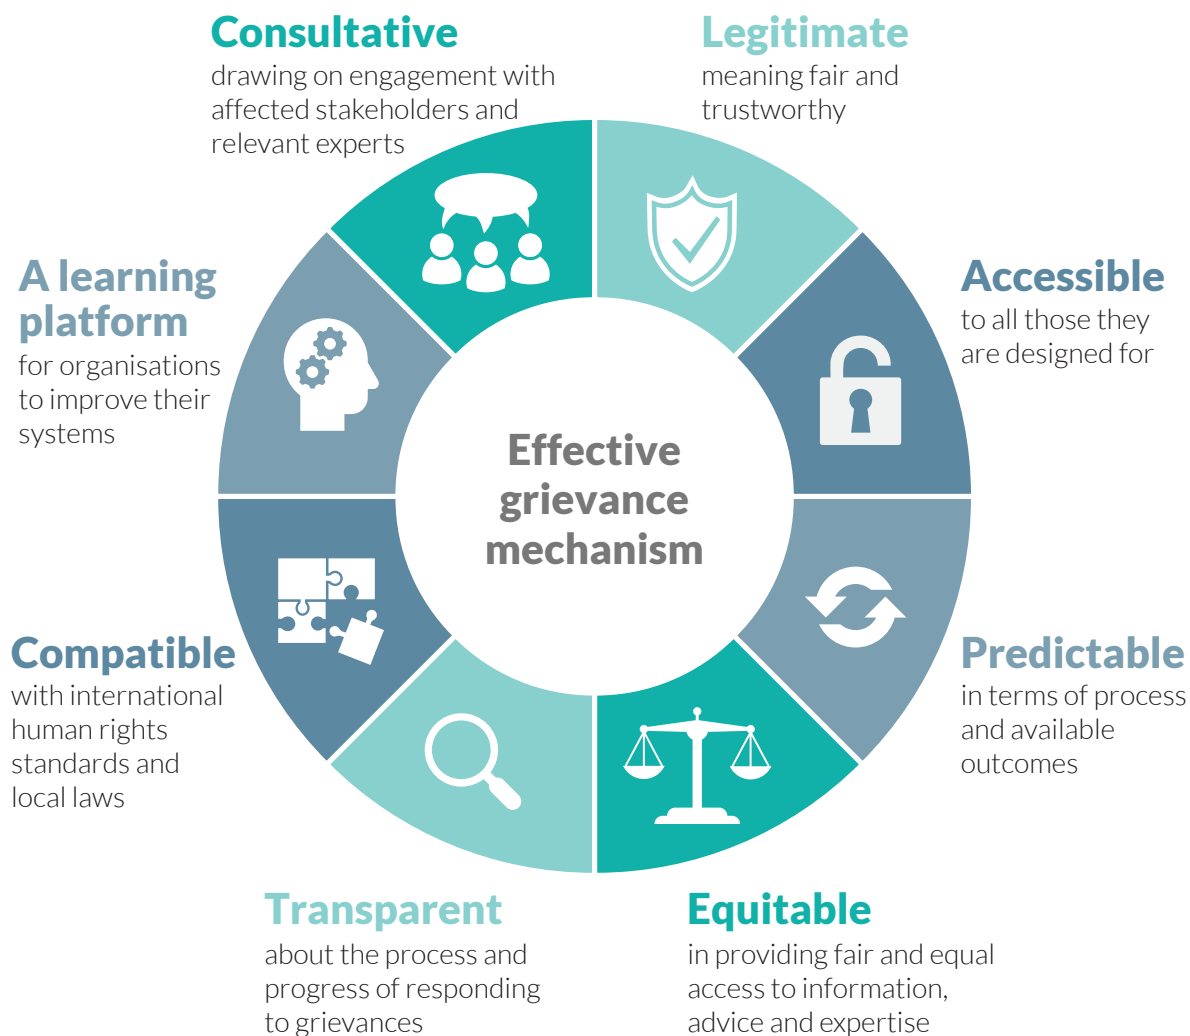 Consultative
drawing on engagement with
affected stakeholders and
relevant experts
Legitimate
meaning fair and
trustworthy
Accessible
to all those they
are designed for
Predictable
in terms of process
and available
outcomes
Equitable
in providing fair and equal
access to information,
advice and expertise
Transparent
about the process and
progress of responding
to grievances
Compatible
with international
human rights
standards and
local laws
A learning
platform
for organisations
to improve their
systems
Effective
grievance
mechanism